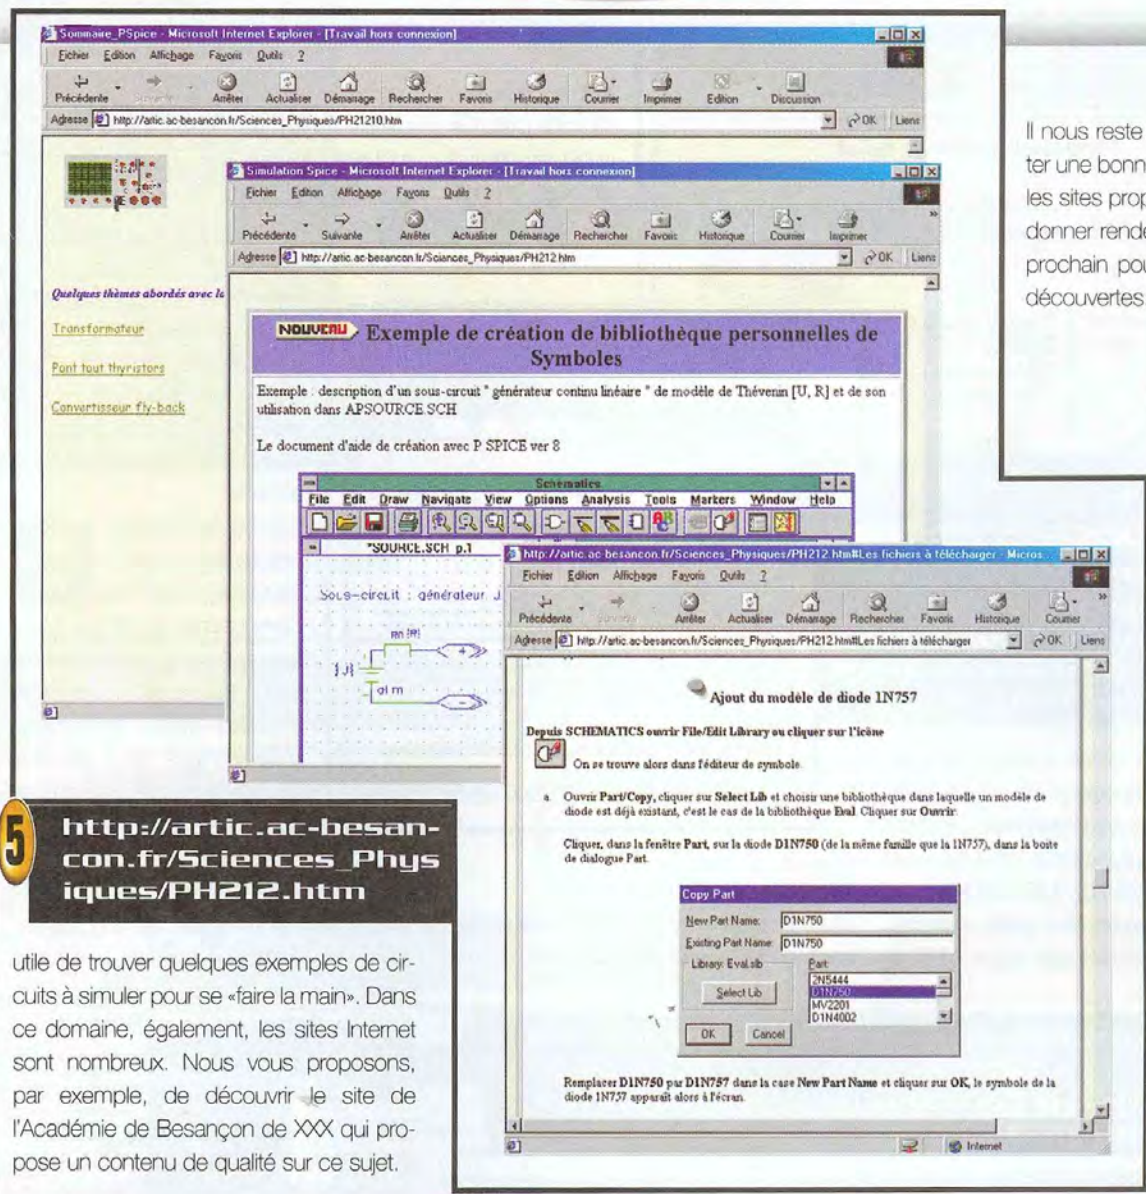 Sommaire_PSpice - Microsoft Internet Explorer - [Travail hors connexion]
Fichier Edition Affichage Favoris Outils ?
Précédente Suivante Arrêter Actualiser Démarrage Rechercher Favoris Historique Courrier Imprimer Edition Discussion
Adresse http://artic.ac-besancon.fr/Sciences_Physiques/PH21210.htm OK Liens
Quelques thèmes abordés avec le
Transformateur
Pont tout thyristors
Convertisseur fly-back
Simulation Spice - Microsoft Internet Explorer - [Travail hors connexion]
Fichier Edition Affichage Favoris Outils ?
Précédente Suivante Arrêter Actualiser Démarrage Rechercher Favoris Historique Courrier Imprimer
Adresse http://artic.ac-besancon.fr/Sciences_Physiques/PH212.htm OK Liens
NOUVEAU Exemple de création de bibliothèque personnelles de
Symboles
Exemple : description d'un sous-circuit " générateur continu linéaire " de modèle de Thévenin [U, R] et de son
utilisation dans APSOURCE.SCH
Le document d'aide de création avec P SPICE ver 8
Schematics
File Edit Draw Navigate View Options Analysis Tools Markers Window Help
*SOURCE.SCH p.1
Sous-circuit : générateur
http://artic.ac-besancon.fr/Sciences_Physiques/PH212.htm#Les fichiers à télécharger - Micros...
Fichier Edition Affichage Favoris Outils ?
Précédente Suivante Arrêter Actualiser Démarrage Rechercher Favoris Historique Courrier
Adresse http://artic.ac-besancon.fr/Sciences_Physiques/PH212.htm#Les fichiers à télécharger OK Liens
Ajout du modèle de diode 1N757
Depuis SCHEMATICS ouvrir File/Edit Library ou cliquer sur l'icône
On se trouve alors dans l'éditeur de symbole.
a. Ouvrir Part/Copy, cliquer sur Select Lib et choisir une bibliothèque dans laquelle un modèle de
diode est déjà existant, c'est le cas de la bibliothèque Eval. Cliquer sur Ouvrir.
Cliquer, dans la fenêtre Part, sur la diode D1N750 (de la même famille que la 1N757), dans la boite
de dialogue Part.
Copy Part
New Part Name: D1N750
Existing Part Name: D1N750
Library: Eval.slb
Part:
Select Lib
2N5444
D1N750
MV2201
D1N4002
OK Cancel
Remplacer D1N750 par D1N757 dans la case New Part Name et cliquer sur OK, le symbole de la
diode 1N757 apparaît alors à l'écran.
Internet
5
http://artic.ac-besan-
con.fr/Sciences_Phys
iques/PH212.htm
utile de trouver quelques exemples de cir-
cuits à simuler pour se «faire la main». Dans
ce domaine, également, les sites Internet
sont nombreux. Nous vous proposons,
par exemple, de découvrir le site de
l'Académie de Besançon de XXX qui pro-
pose un contenu de qualité sur ce sujet.
Il nous reste
ter une bonn
les sites prop
donner rende
prochain pou
découvertes